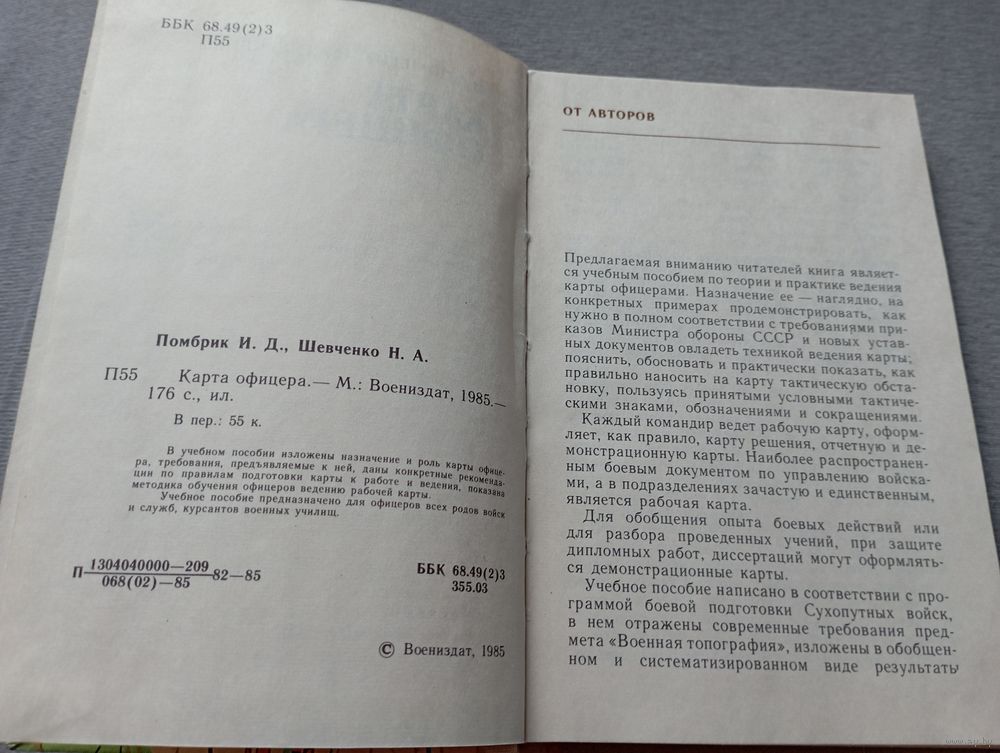 ББК 68.49(2)3
П55
Помбрик И. Д., Шевченко Н. А.
П55 Карта офицера.— М.: Воениздат, 1985.—
176 с., ил.
В пер.: 55 к.
В учебном пособии изложены назначение и роль карты офице-
ра, требования, предъявляемые к ней, даны конкретные рекоменда-
ции по правилам подготовки карты к работе и ведения, показана
методика обучения офицеров ведению рабочей карты.
Учебное пособие предназначено для офицеров всех родов войск
и служб, курсантов военных училищ.
П 1304040000—209
068(02)—85 82—85
ББК 68.49(2)3
355.03
© Воениздат, 1985
ОТ АВТОРОВ
Предлагаемая вниманию читателей книга являет-
ся учебным пособием по теории и практике ведения
карты офицерами. Назначение ее — наглядно, на
конкретных примерах продемонстрировать, как
нужно в полном соответствии с требованиями при-
казов Министра обороны СССР и новых устав-
ных документов овладеть техникой ведения карты;
пояснить, обосновать и практически показать, как
правильно наносить на карту тактическую обста-
новку, пользуясь принятыми условными тактиче-
скими знаками, обозначениями и сокращениями.
Каждый командир ведет рабочую карту, оформ-
ляет, как правило, карту решения, отчетную и де-
монстрационную карты. Наиболее распространен-
ным боевым документом по управлению войска-
ми, а в подразделениях зачастую и единственным,
является рабочая карта.
Для обобщения опыта боевых действий или
для разбора проведенных учений, при защите
дипломных работ, диссертаций могут оформлять-
ся демонстрационные карты.
Учебное пособие написано в соответствии с про-
граммой боевой подготовки Сухопутных войск,
в нем отражены современные требования пред-
мета «Военная топография», изложены в обобщен-
ном и систематизированном виде результаты